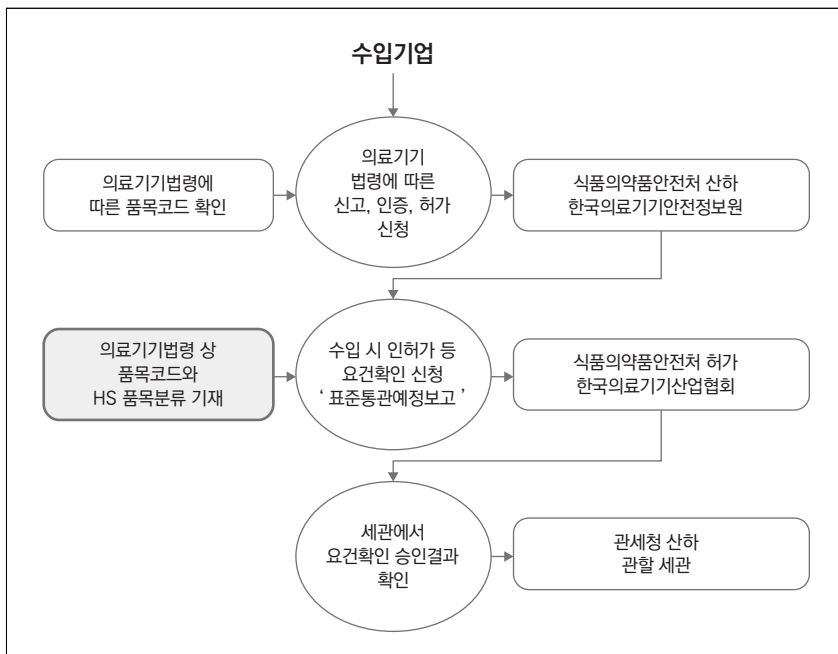 수입기업
의료기기법령에
따른 품목코드 확인
의료기기
법령에 따른
신고, 인증, 허가
신청
식품의약품안전처 산하
한국의료기기안전정보원
의료기기법령 상
품목코드와
HS 품목분류 기재
수입 시 인허가 등
요건확인 신청
‘ 표준통관예정보고 ’
식품의약품안전처 허가
한국의료기기산업협회
세관에서
요건확인 승인결과
확인
관세청 산하
관할 세관